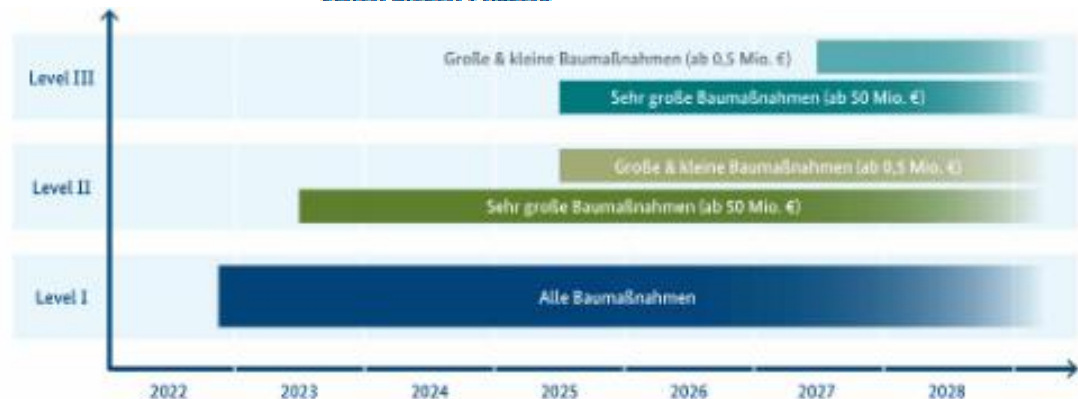 Level III
Große & kleine Baumaßnahmen (ab 0,5 Mio. €)
Sehr große Baumaßnahmen (ab 50 Mio. €)
Level II
Große & kleine Baumaßnahmen (ab 0,5 Mio. €)
Sehr große Baumaßnahmen (ab 50 Mio. €)
Level I
Alle Baumaßnahmen
2022 2023 2024 2025 2026 2027 2028